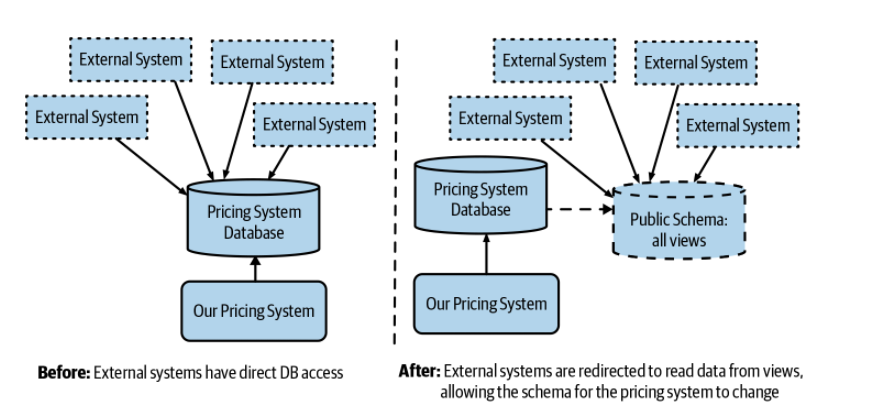 External System
External System
External System
External System
Pricing System
Database
Our Pricing System
Before: External systems have direct DB access
External System
External System
External System
External System
Pricing System
Database
Public Schema:
all views
Our Pricing System
After: External systems are redirected to read data from views,
allowing the schema for the pricing system to change